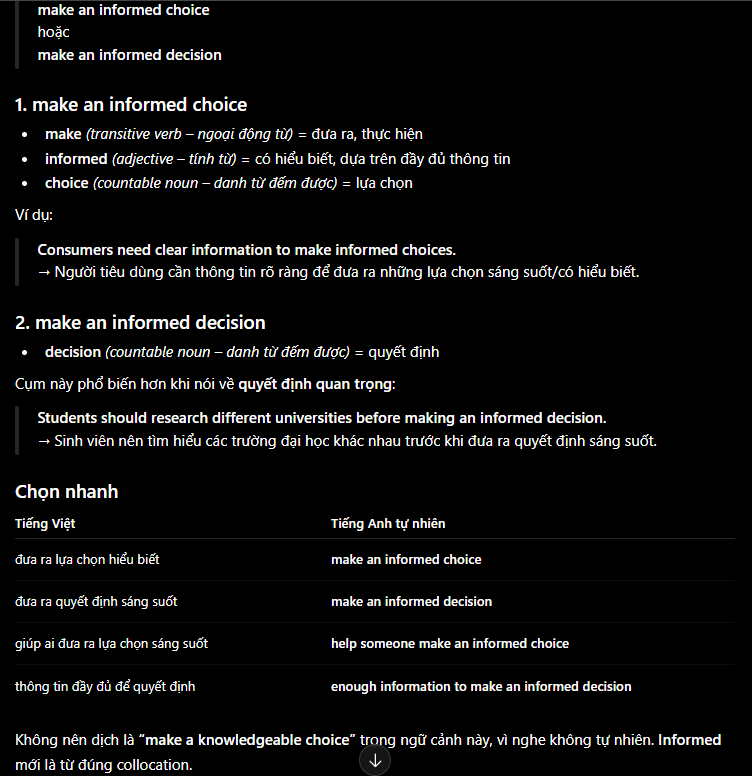 make an informed choice
hoặc
make an informed decision
1. make an informed choice
• make (transitive verb – ngoại động từ) = đưa ra, thực hiện
• informed (adjective – tính từ) = có hiểu biết, dựa trên đầy đủ thông tin
• choice (countable noun – danh từ đếm được) = lựa chọn
Ví dụ:
Consumers need clear information to make informed choices.
→ Người tiêu dùng cần thông tin rõ ràng để đưa ra những lựa chọn sáng suốt/có hiểu biết.
2. make an informed decision
• decision (countable noun – danh từ đếm được) = quyết định
Cụm này phổ biến hơn khi nói về quyết định quan trọng:
Students should research different universities before making an informed decision.
→ Sinh viên nên tìm hiểu các trường đại học khác nhau trước khi đưa ra quyết định sáng suốt.
Chọn nhanh
Tiếng Việt Tiếng Anh tự nhiên
đưa ra lựa chọn hiểu biết make an informed choice
đưa ra quyết định sáng suốt make an informed decision
giúp ai đưa ra lựa chọn sáng suốt help someone make an informed choice
thông tin đầy đủ để quyết định enough information to make an informed decision
Không nên dịch là “make a knowledgeable choice” trong ngữ cảnh này, vì nghe không tự nhiên. Informed
mới là từ đúng collocation.